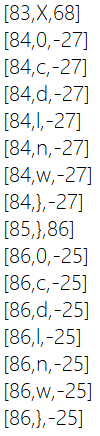 [83,X,68]
[84,0,-27]
[84,c,-27]
[84,d,-27]
[84,l,-27]
[84,n,-27]
[84,w,-27]
[84,},-27]
[85,},86]
[86,0,-25]
[86,c,-25]
[86,d,-25]
[86,l,-25]
[86,n,-25]
[86,w,-25]
[86,},-25]